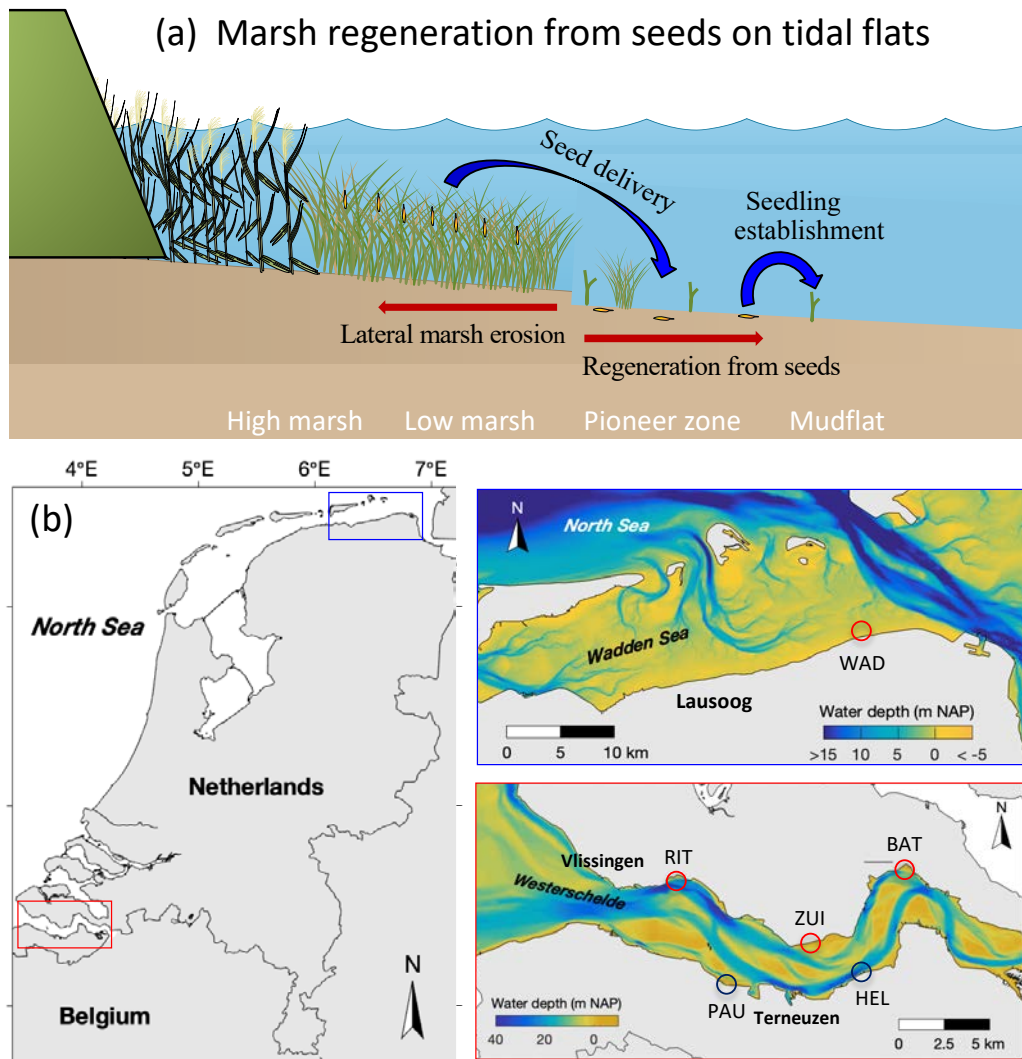 (a) Marsh regeneration from seeds on tidal flats
Seed delivery
Seedling
establishment
Lateral marsh erosion
Regeneration from seeds
High marsh Low marsh Pioneer zone Mudflat
4°E 5°E 6°E 7°E
(b)
North Sea
Netherlands
Belgium
N
N
North Sea
Wadden Sea
WAD
Lausoog
0 5 10 km
Water depth (m NAP)
>15 10 5 0 < -5
N
Vlissingen
RIT
BAT
Westerschelde
ZUI
PAU
HEL
Terneuzen
Water depth (m NAP)
40 20 0
0 2.5 5 km